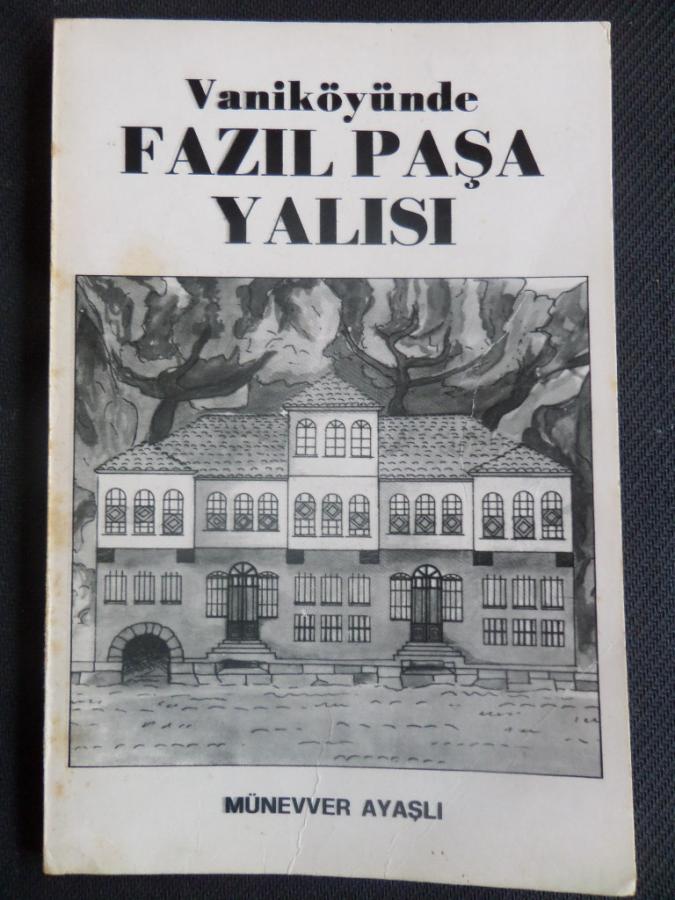 Vaniköyünde
FAZIL PAŞA
YALISI
MÜNEVVER AYAŞLI